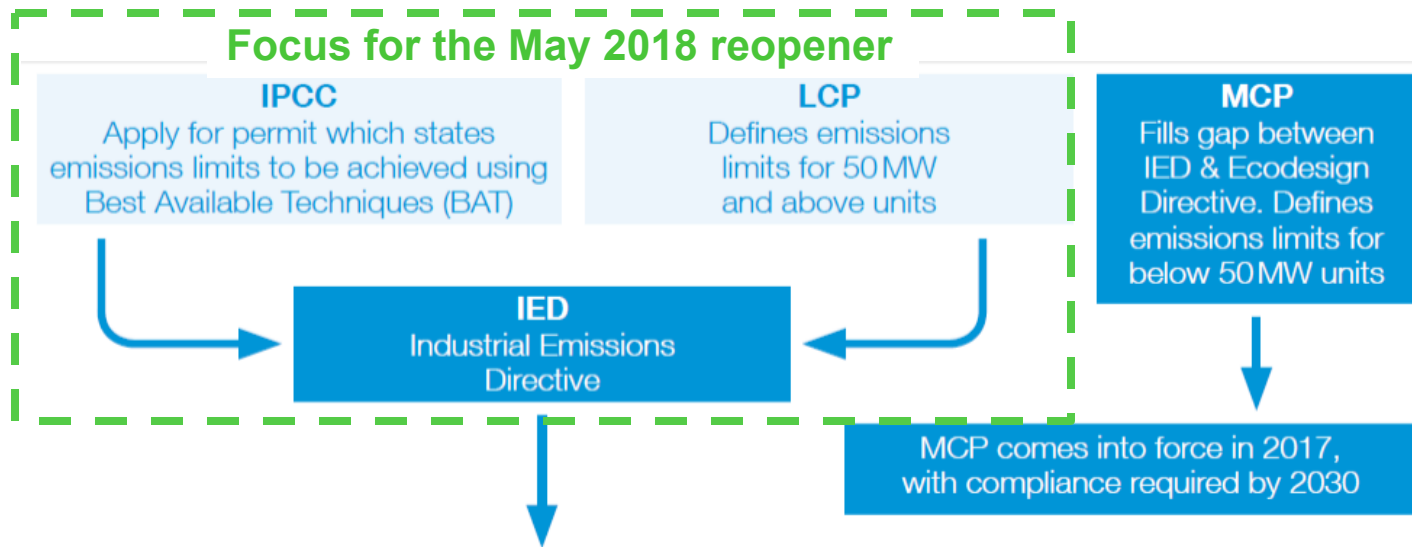 Focus for the May 2018 reopener
IPCC
Apply for permit which states
emissions limits to be achieved using
Best Available Techniques (BAT)
LCP
Defines emissions
limits for 50 MW
and above units
MCP
Fills gap between
IED & Ecodesign
Directive. Defines
emissions limits for
below 50 MW units
IED
Industrial Emissions
Directive
MCP comes into force in 2017,
with compliance required by 2030